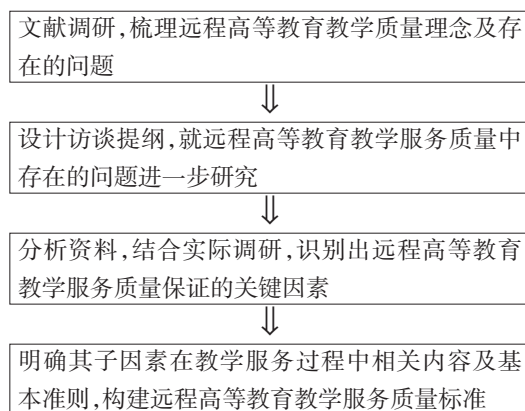 文献调研,梳理远程高等教育教学质量理念及存
在的问题
设计访谈提纲,就远程高等教育教学服务质量中
存在的问题进一步研究
分析资料,结合实际调研,识别出远程高等教育
教学服务质量保证的关键因素
明确其子因素在教学服务过程中相关内容及基
本准则,构建远程高等教育教学服务质量标准